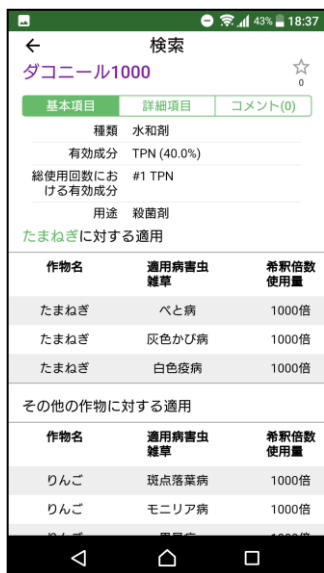 43% 18:37
検索
ダコニール1000
0
基本項目 詳細項目 コメント(0)
種類 水和剤
有効成分 TPN (40.0%)
総使用回数にお
ける有効成分 #1 TPN
用途 殺菌剤
たまねぎに対する適用
作物名 適用病害虫 希釈倍数
雑草 使用量
たまねぎ べと病 1000倍
たまねぎ 灰色かび病 1000倍
たまねぎ 白色疫病 1000倍
その他の作物に対する適用
作物名 適用病害虫 希釈倍数
雑草 使用量
りんご 斑点落葉病 1000倍
りんご モニリア病 1000倍